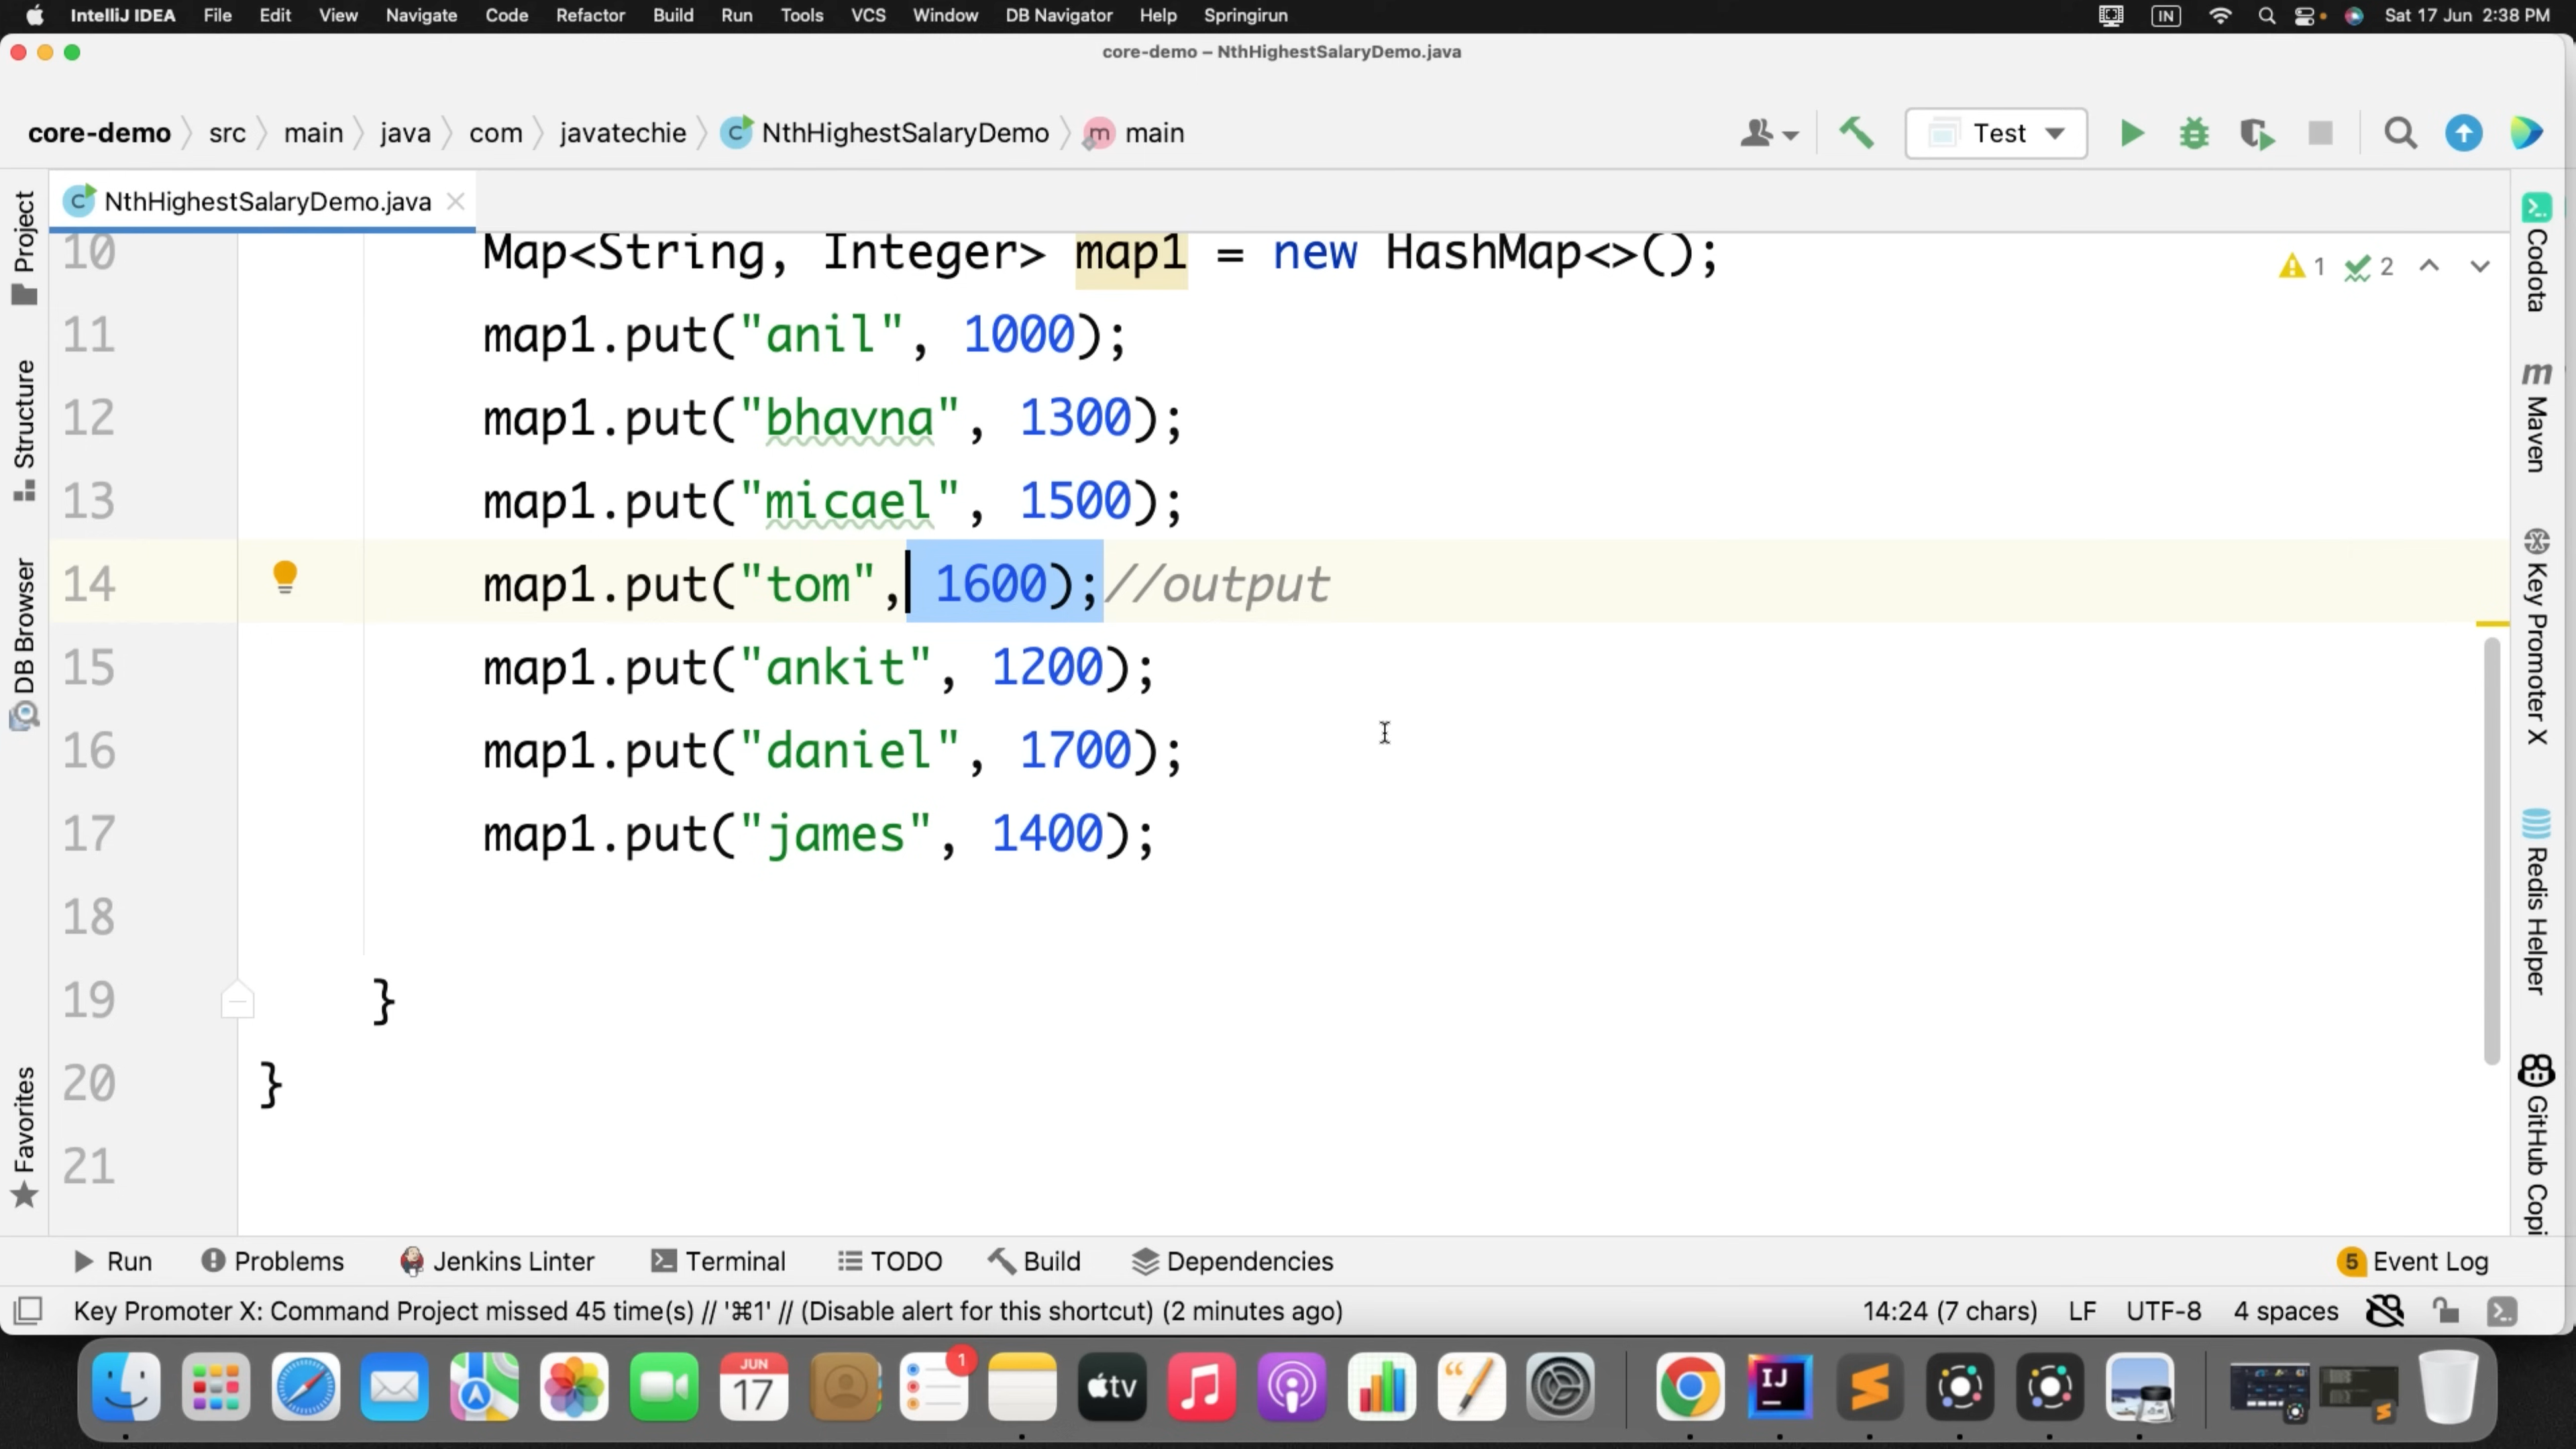 IntelliJ IDEA File Edit View Navigate Code Refactor Build Run Tools VCS Window DB Navigator Help Springirun IN Sat 17 Jun 2:38 PM
core-demo – NthHighestSalaryDemo.java
core-demo src main java com javatechie C NthHighestSalaryDemo m main Test
C NthHighestSalaryDemo.java
Project
Structure
DB Browser
Favorites
10 Map<String, Integer> map1 = new HashMap<>();
1 2
11 map1.put("anil", 1000);
12 map1.put("bhavna", 1300);
13 map1.put("micael", 1500);
14 map1.put("tom", 1600);//output
15 map1.put("ankit", 1200);
16 map1.put("daniel", 1700);
17 map1.put("james", 1400);
18
19 }
20 }
21
Codota
m Maven
Key Promoter X
Redis Helper
GitHub Copi
Run Problems Jenkins Linter Terminal TODO Build Dependencies 5 Event Log
Key Promoter X: Command Project missed 45 time(s) // '⌘1' // (Disable alert for this shortcut) (2 minutes ago) 14:24 (7 chars) LF UTF-8 4 spaces
JUN
17
1
tv
IJ